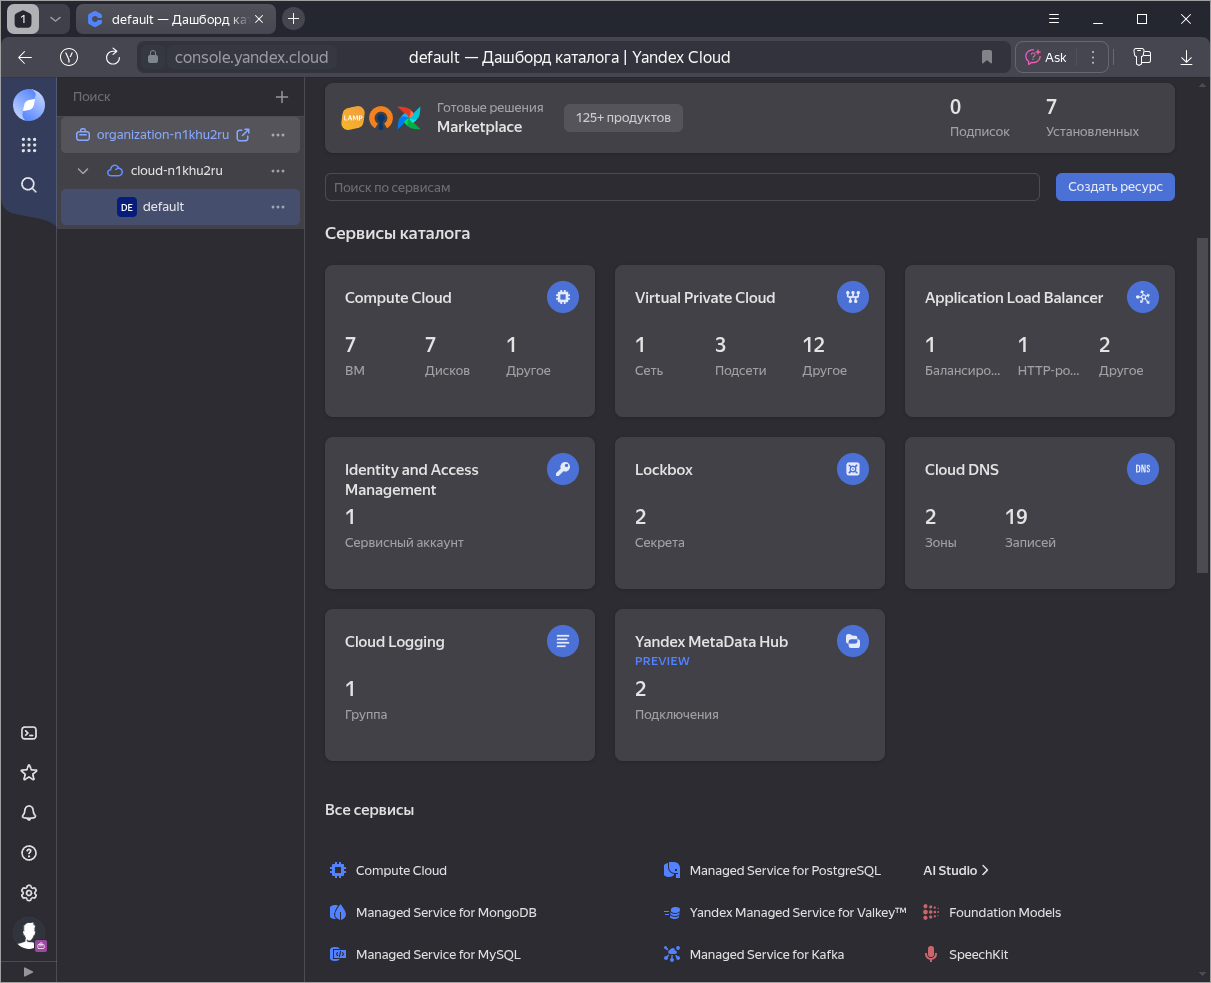 1
default — Дашборд ка
console.yandex.cloud
default — Дашборд каталога | Yandex Cloud
Ask
Поиск
organization-n1khu2ru
cloud-n1khu2ru
DE
default
LAMP
Готовые решения
Marketplace
125+ продуктов
0
Подписок
7
Установленных
Поиск по сервисам
Создать ресурс
Сервисы каталога
Compute Cloud
7
ВМ
7
Дисков
1
Другое
Virtual Private Cloud
1
Сеть
3
Подсети
12
Другое
Application Load Balancer
1
Балансиро...
1
HTTP-ро...
2
Другое
Identity and Access
Management
1
Сервисный аккаунт
Lockbox
2
Секрета
Cloud DNS
DNS
2
Зоны
19
Записей
Cloud Logging
1
Группа
Yandex MetaData Hub
PREVIEW
2
Подключения
Все сервисы
Compute Cloud
Managed Service for PostgreSQL
AI Studio
Managed Service for MongoDB
Yandex Managed Service for Valkey™
Foundation Models
Managed Service for MySQL
Managed Service for Kafka
SpeechKit